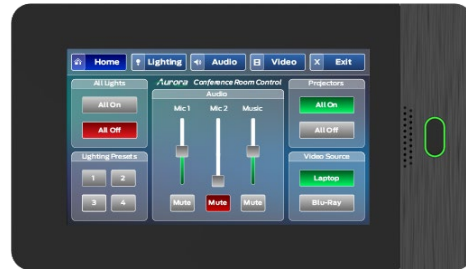 Home Lighting Audio Video X Exit
All Lights
All On
All Off
Lighting Presets
1 2
3 4
Aurora Conference Room Control
Audio
Mic 1 Mic 2 Music
Mute Mute Mute
Projectors
All On
All Off
Video Source
Laptop
Blu-Ray